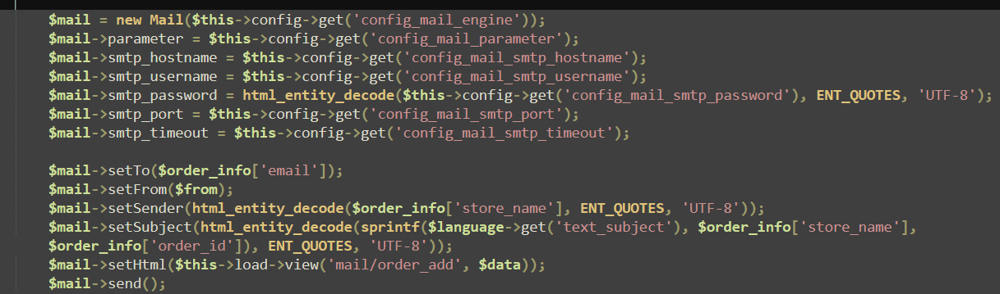 $mail = new Mail($this->config->get('config_mail_engine'));
$mail->parameter = $this->config->get('config_mail_parameter');
$mail->smtp_hostname = $this->config->get('config_mail_smtp_hostname');
$mail->smtp_username = $this->config->get('config_mail_smtp_username');
$mail->smtp_password = html_entity_decode($this->config->get('config_mail_smtp_password'), ENT_QUOTES, 'UTF-8');
$mail->smtp_port = $this->config->get('config_mail_smtp_port');
$mail->smtp_timeout = $this->config->get('config_mail_smtp_timeout');
$mail->setTo($order_info['email']);
$mail->setFrom($from);
$mail->setSender(html_entity_decode($order_info['store_name'], ENT_QUOTES, 'UTF-8'));
$mail->setSubject(html_entity_decode(sprintf($language->get('text_subject'), $order_info['store_name'],
$order_info['order_id']), ENT_QUOTES, 'UTF-8'));
$mail->setHtml($this->load->view('mail/order_add', $data));
$mail->send();